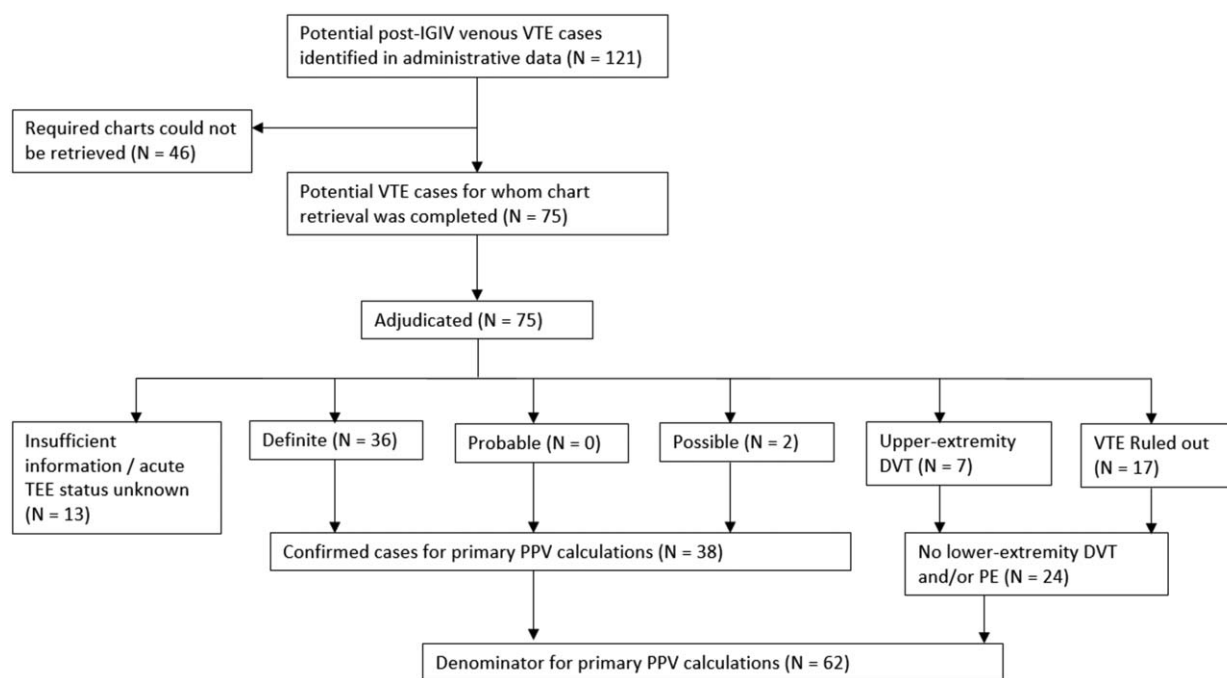 Potential post-IGIV venous VTE cases
identified in administrative data (N = 121)
Required charts could not
be retrieved (N = 46)
Potential VTE cases for whom chart
retrieval was completed (N = 75)
Adjudicated (N = 75)
Insufficient
information / acute
TEE status unknown
(N = 13)
Definite (N = 36)
Probable (N = 0)
Possible (N = 2)
Upper-extremity
DVT (N = 7)
VTE Ruled out
(N = 17)
Confirmed cases for primary PPV calculations (N = 38)
No lower-extremity DVT
and/or PE (N = 24)
Denominator for primary PPV calculations (N = 62)